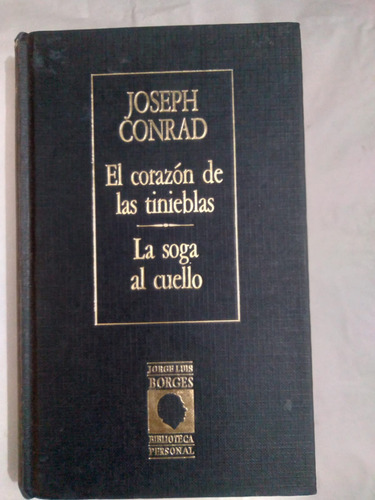 JOSEPH
CONRAD
El corazón de
las tinieblas
La soga
al cuello
JORGE LUIS
BORGES
BIBLIOTECA
PERSONAL